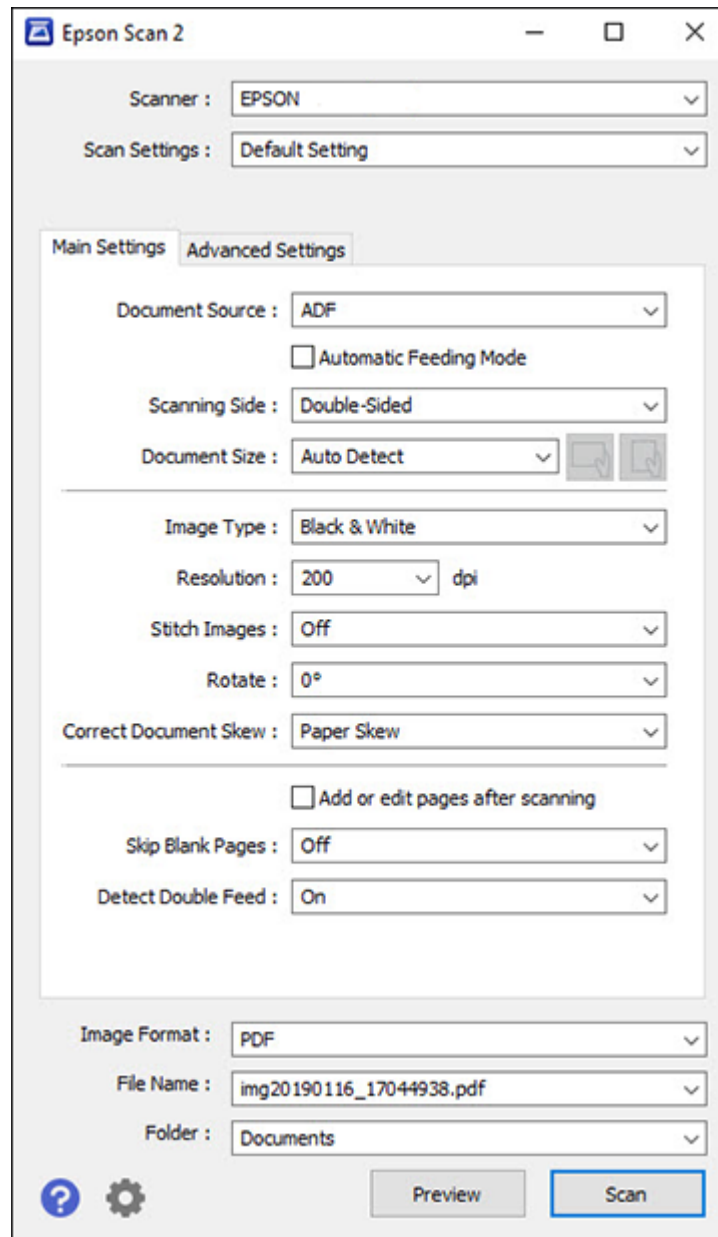 Epson Scan 2
Scanner : EPSON
Scan Settings : Default Setting
Main Settings Advanced Settings
Document Source : ADF
Automatic Feeding Mode
Scanning Side : Double-Sided
Document Size : Auto Detect
Image Type : Black & White
Resolution : 200 dpi
Stitch Images : Off
Rotate : 0°
Correct Document Skew : Paper Skew
Add or edit pages after scanning
Skip Blank Pages : Off
Detect Double Feed : On
Image Format : PDF
File Name : img20190116_17044938.pdf
Folder : Documents
? Preview Scan